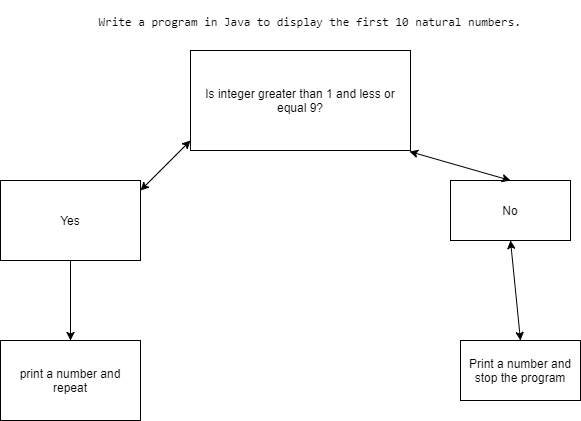 Write a program in Java to display the first 10 natural numbers.
Is integer greater than 1 and less or
equal 9?
Yes
No
print a number and
repeat
Print a number and
stop the program